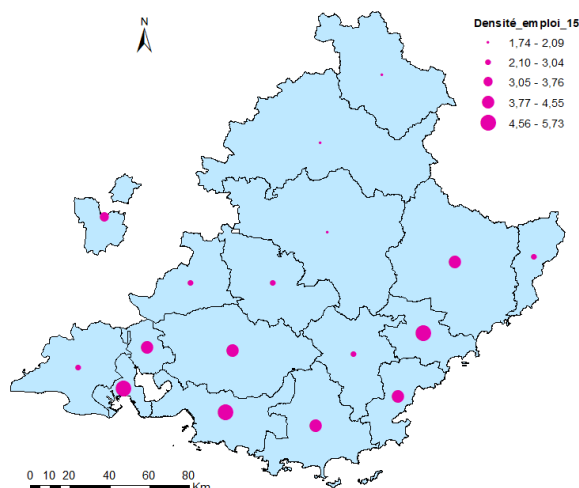 N
Densité_emploi_15
1,74 - 2,09
2,10 - 3,04
3,05 - 3,76
3,77 - 4,55
4,56 - 5,73
0 10 20 40 60 80
Km